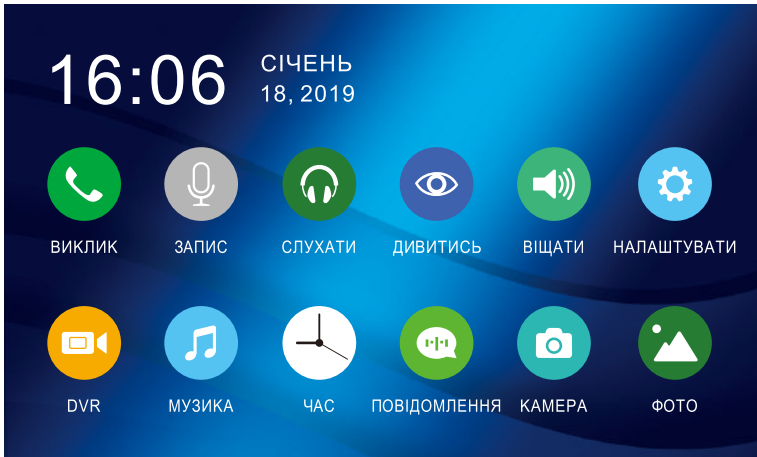 16:06
СІЧЕНЬ
18, 2019
ВИКЛИК
ЗАПИС
СЛУХАТИ
ДИВИТИСЬ
ВІЩАТИ
НАЛАШТУВАТИ
DVR
МУЗИКА
ЧАС
ПОВІДОМЛЕННЯ
КАМЕРА
ФОТО